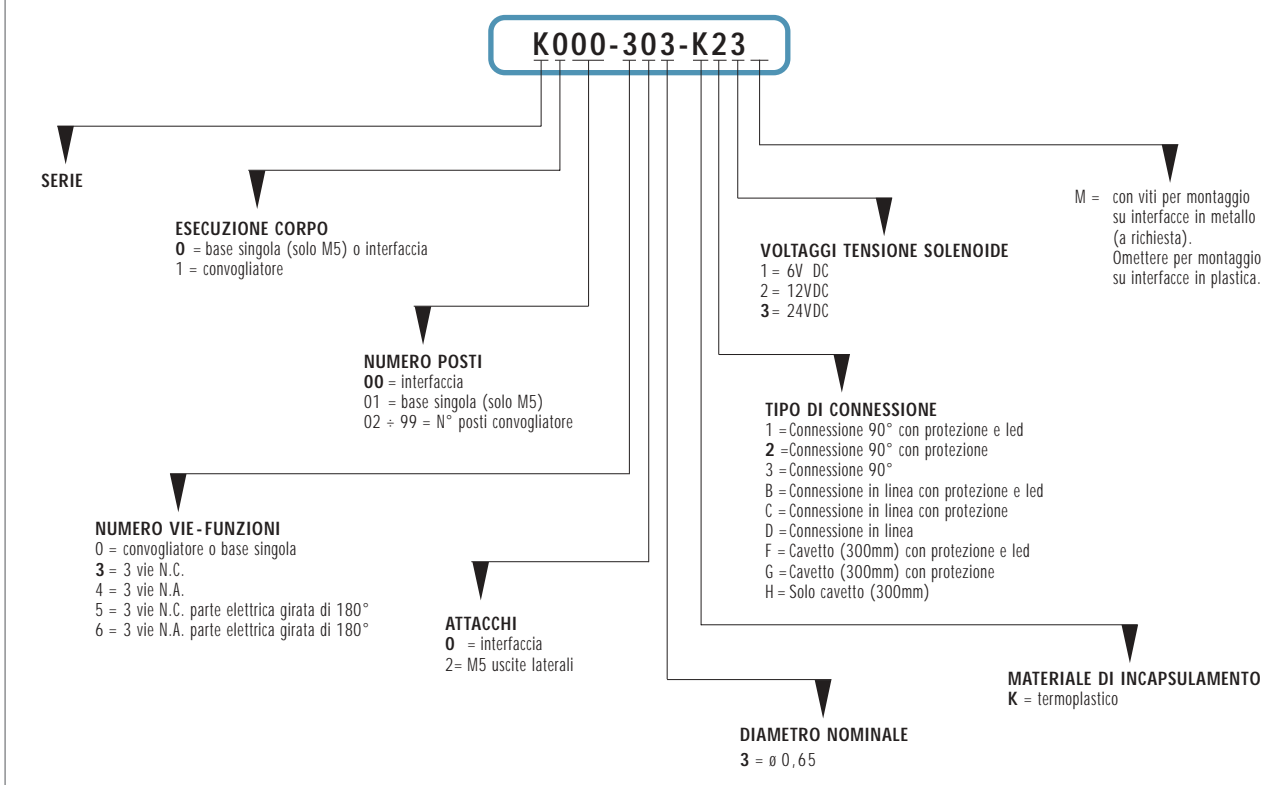 K000-303-K23
SERIE
ESECUZIONE CORPO
0 = base singola (solo M5) o interfaccia
1 = convogliatore
NUMERO POSTI
00 = interfaccia
01 = base singola (solo M5)
02 ÷ 99 = N° posti convogliatore
NUMERO VIE-FUNZIONI
0 = convogliatore o base singola
3 = 3 vie N.C.
4 = 3 vie N.A.
5 = 3 vie N.C. parte elettrica girata di 180°
6 = 3 vie N.A. parte elettrica girata di 180°
ATTACCHI
0 = interfaccia
2= M5 uscite laterali
DIAMETRO NOMINALE
3 = ø 0,65
MATERIALE DI INCAPSULAMENTO
K = termoplastico
TIPO DI CONNESSIONE
1 =Connessione 90° con protezione e led
2 =Connessione 90° con protezione
3 =Connessione 90°
B =Connessione in linea con protezione e led
C =Connessione in linea con protezione
D =Connessione in linea
F =Cavetto (300mm) con protezione e led
G =Cavetto (300mm) con protezione
H =Solo cavetto (300mm)
VOLTAGGI TENSIONE SOLENOIDE
1 = 6V DC
2 = 12VDC
3 = 24VDC
M = con viti per montaggio
su interfacce in metallo
(a richiesta).
Omettere per montaggio
su interfacce in plastica.